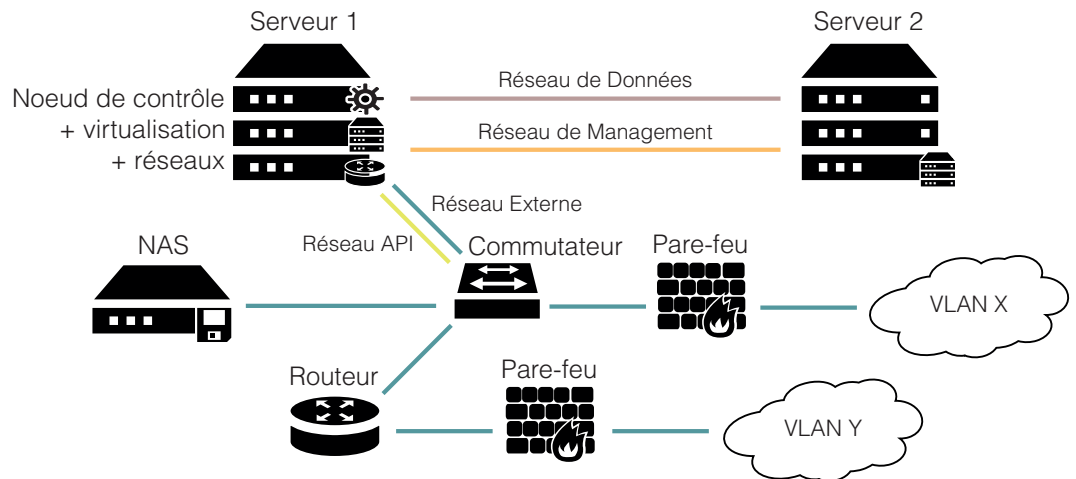 Serveur 1
Serveur 2
Réseau de Données
Noeud de contrôle
+ virtualisation
+ réseaux
Réseau de Management
Réseau Externe
Réseau API
NAS
Commutateur
Pare-feu
VLAN X
Routeur
Pare-feu
VLAN Y